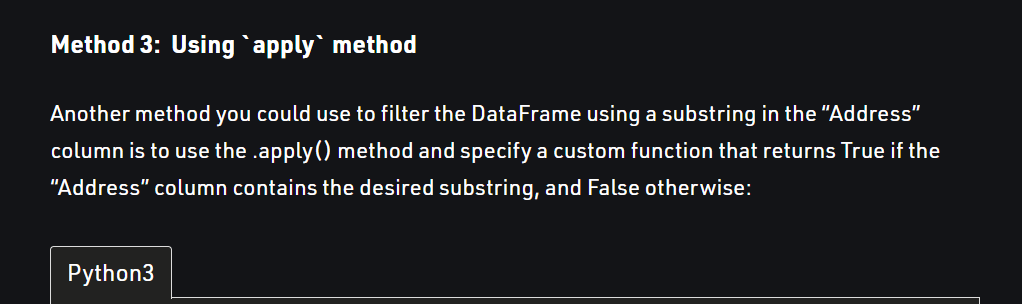 Method 3:  Using `apply` method
Another method you could use to filter the DataFrame using a substring in the “Address”
column is to use the .apply() method and specify a custom function that returns True if the
“Address” column contains the desired substring, and False otherwise:
Python3